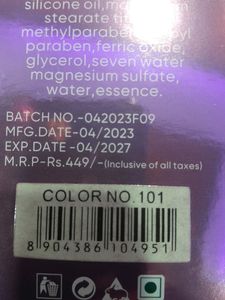 silicone oil,
stearate
methylparaben,
paraben,ferric oxide,
glycerol,seven water
magnesium sulfate,
water,essence.
BATCH NO.-042023F09
MFG.DATE-04/2023
EXP.DATE-04/2027
M.R.P-Rs.449/-(Inclusive of all taxes)
COLOR NO.101
8 904386 104951